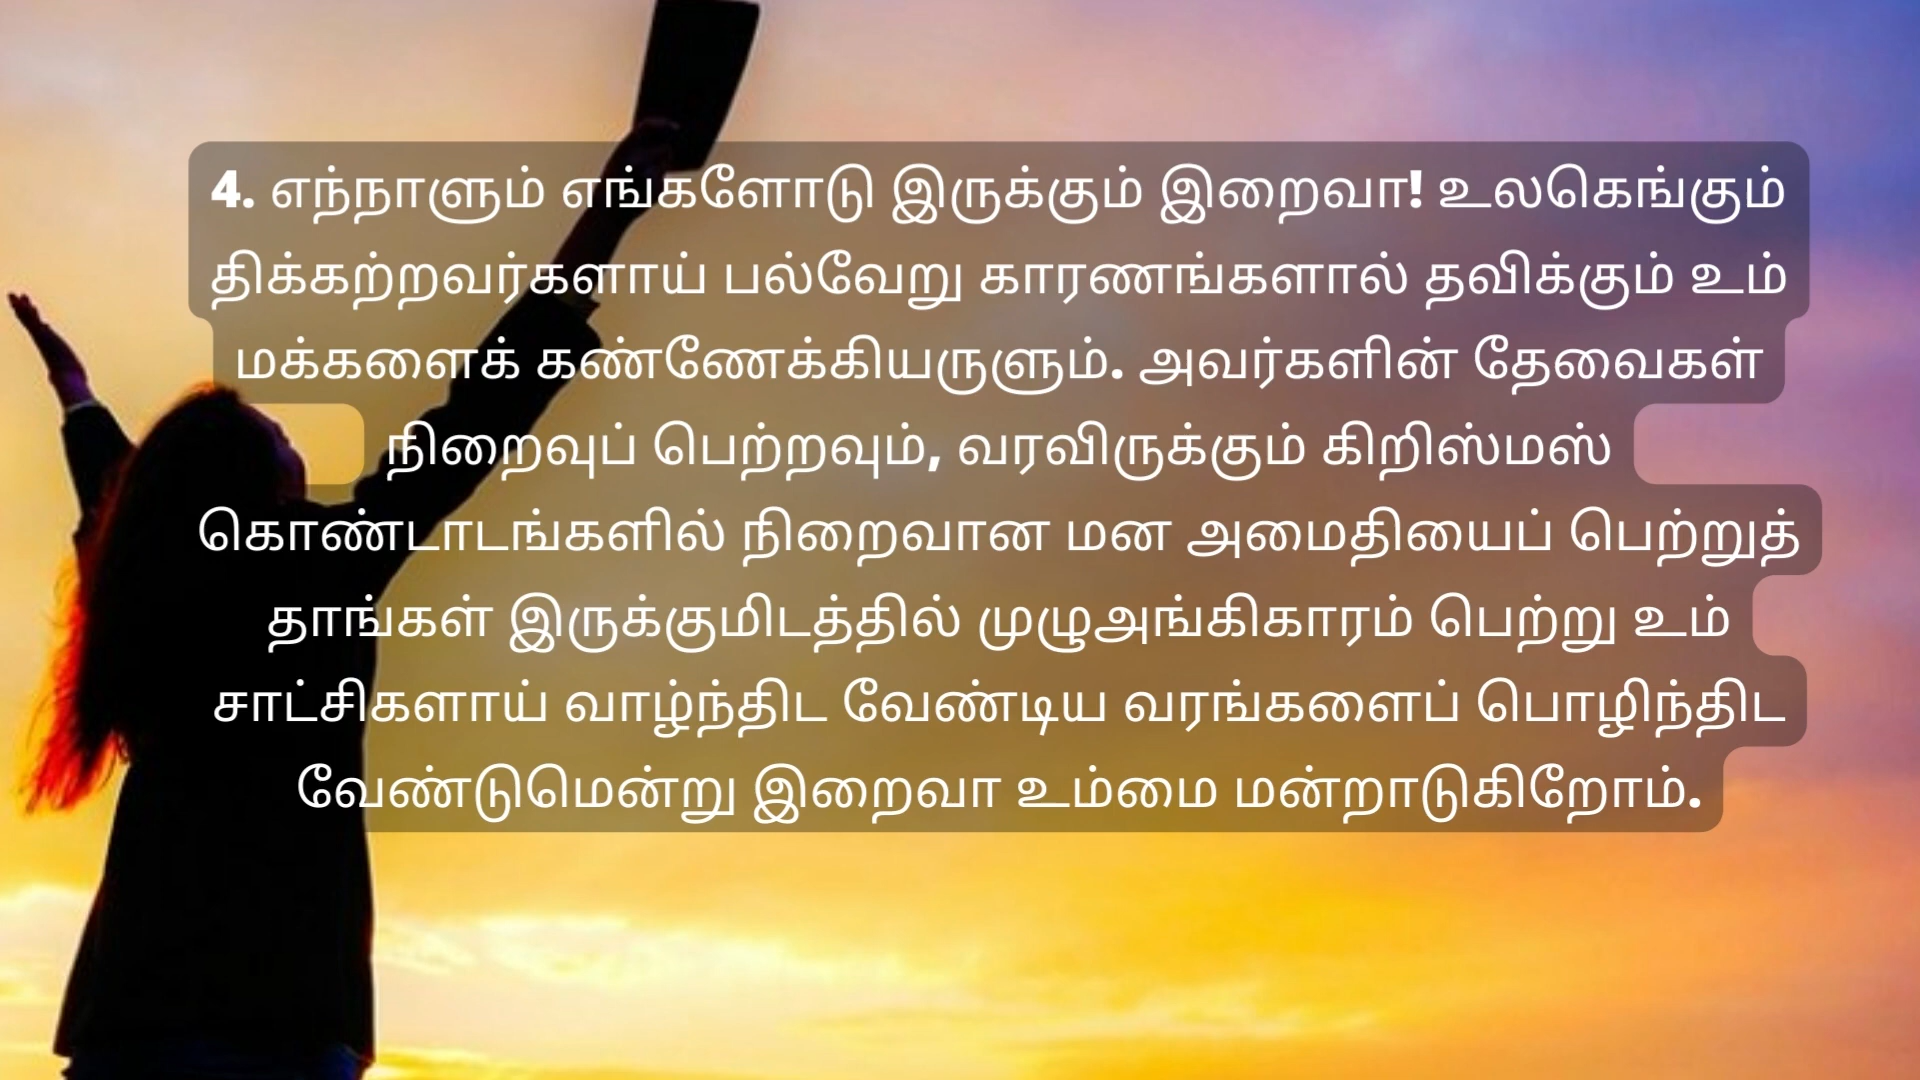 4. எந்நாளும் எங்களோடு இருக்கும் இறைவா! உலகெங்கும்
திக்கற்றவர்களாய் பல்வேறு காரணங்களால் தவிக்கும் உம்
மக்களைக் கண்ணேக்கியருளும். அவர்களின் தேவைகள்
நிறைவுப் பெற்றவும், வரவிருக்கும் கிறிஸ்மஸ்
கொண்டாடங்களில் நிறைவான மன அமைதியைப் பெற்றுத்
தாங்கள் இருக்குமிடத்தில் முழுஅங்கிகாரம் பெற்று உம்
சாட்சிகளாய் வாழ்ந்திட வேண்டிய வரங்களைப் பொழிந்திட
வேண்டுமென்று இறைவா உம்மை மன்றாடுகிறோம்.